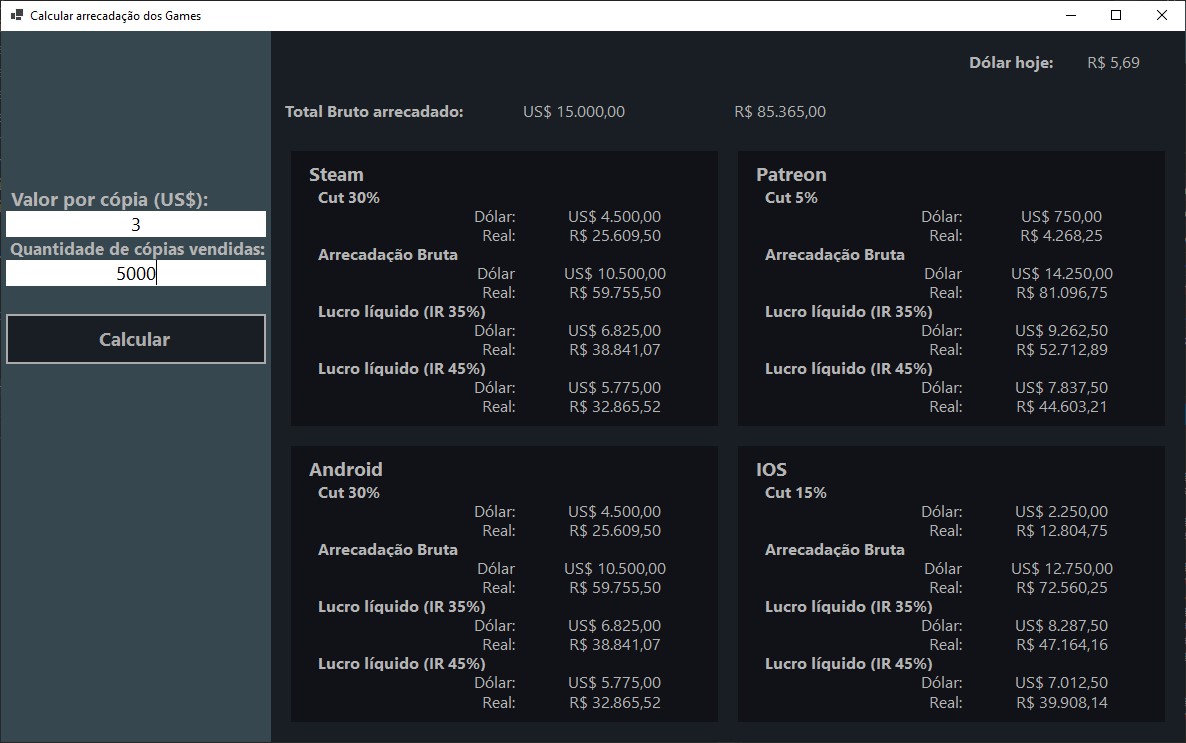 Calcular arrecadação dos Games
Dólar hoje: R$ 5,69
Total Bruto arrecadado: US$ 15.000,00 R$ 85.365,00
Valor por cópia (US$):
3
Quantidade de cópias vendidas:
5000
Calcular
Steam
Cut 30%
Dólar: US$ 4.500,00
Real: R$ 25.609,50
Arrecadação Bruta
Dólar US$ 10.500,00
Real: R$ 59.755,50
Lucro líquido (IR 35%)
Dólar: US$ 6.825,00
Real: R$ 38.841,07
Lucro líquido (IR 45%)
Dólar: US$ 5.775,00
Real: R$ 32.865,52
Patreon
Cut 5%
Dólar: US$ 750,00
Real: R$ 4.268,25
Arrecadação Bruta
Dólar US$ 14.250,00
Real: R$ 81.096,75
Lucro líquido (IR 35%)
Dólar: US$ 9.262,50
Real: R$ 52.712,89
Lucro líquido (IR 45%)
Dólar: US$ 7.837,50
Real: R$ 44.603,21
Android
Cut 30%
Dólar: US$ 4.500,00
Real: R$ 25.609,50
Arrecadação Bruta
Dólar US$ 10.500,00
Real: R$ 59.755,50
Lucro líquido (IR 35%)
Dólar: US$ 6.825,00
Real: R$ 38.841,07
Lucro líquido (IR 45%)
Dólar: US$ 5.775,00
Real: R$ 32.865,52
IOS
Cut 15%
Dólar: US$ 2.250,00
Real: R$ 12.804,75
Arrecadação Bruta
Dólar US$ 12.750,00
Real: R$ 72.560,25
Lucro líquido (IR 35%)
Dólar: US$ 8.287,50
Real: R$ 47.164,16
Lucro líquido (IR 45%)
Dólar: US$ 7.012,50
Real: R$ 39.908,14